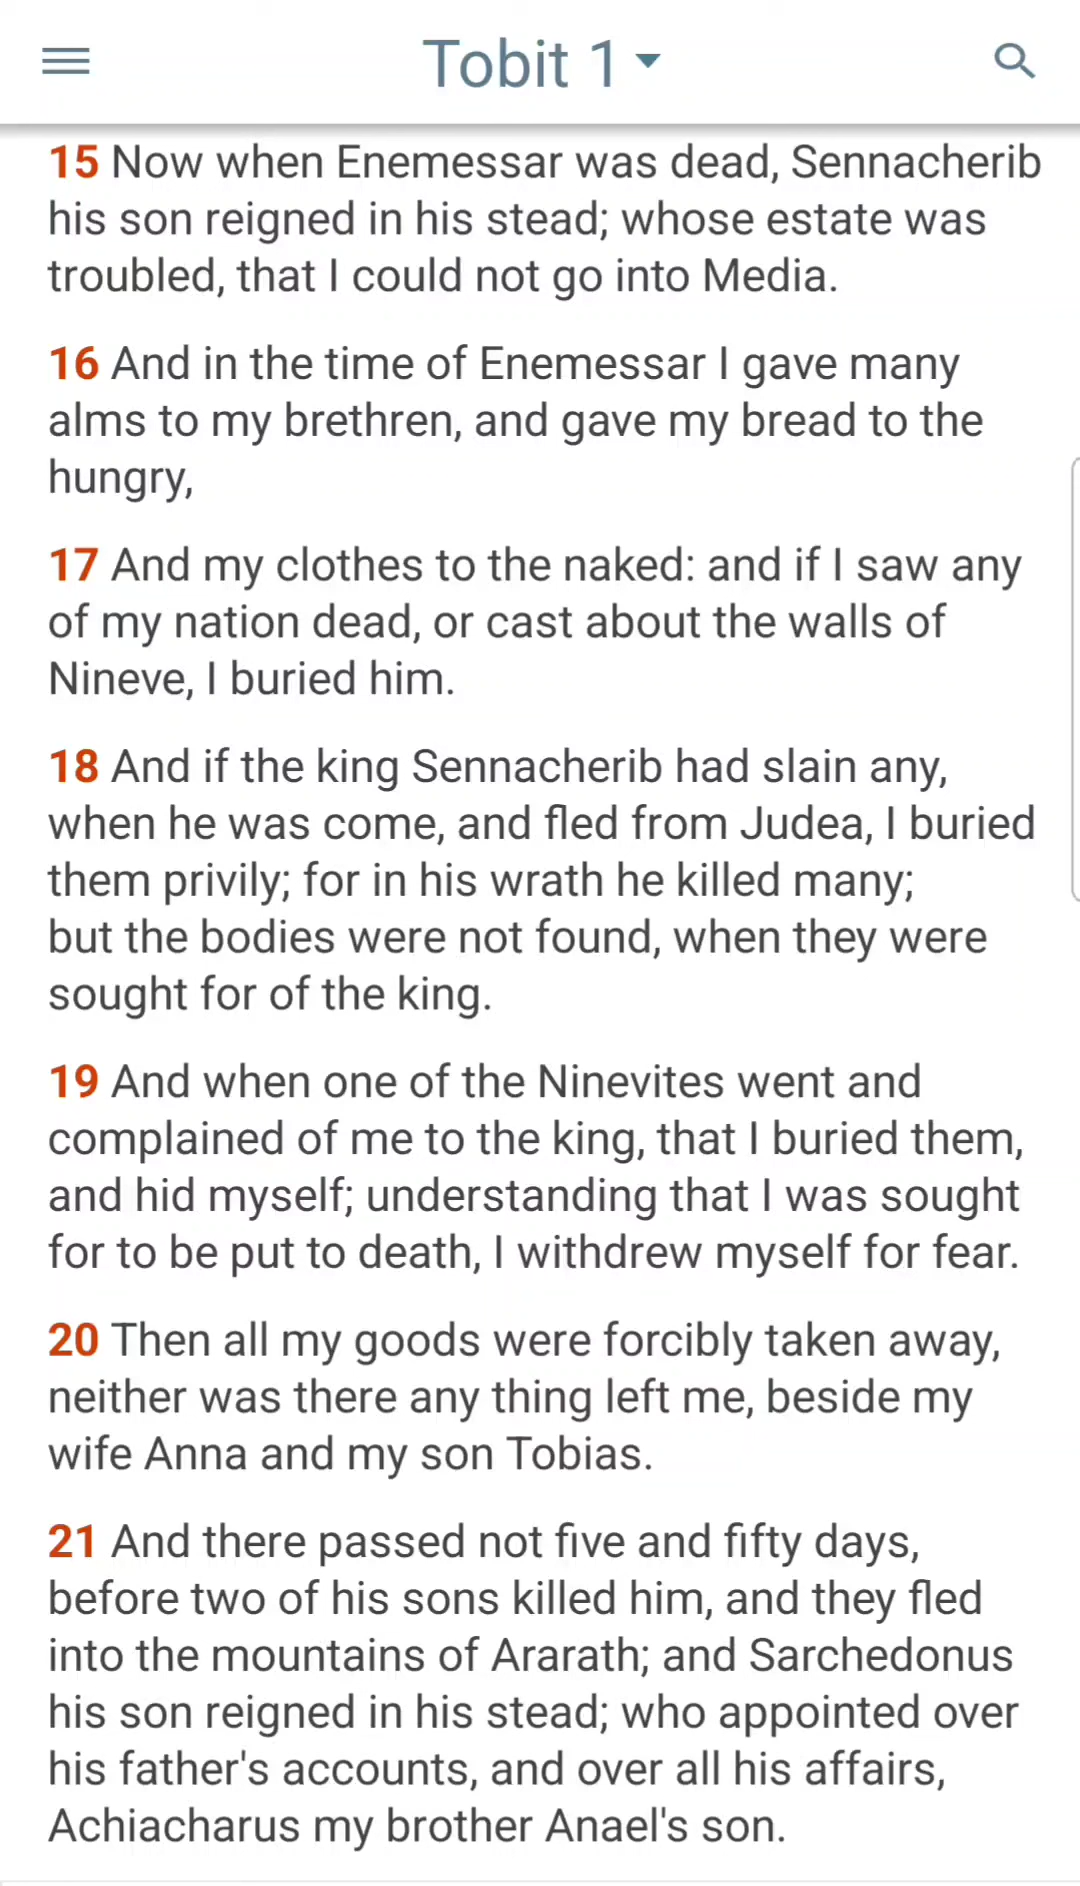 Tobit 1
15 Now when Enemessar was dead, Sennacherib
his son reigned in his stead; whose estate was
troubled, that I could not go into Media.
16 And in the time of Enemessar I gave many
alms to my brethren, and gave my bread to the
hungry,
17 And my clothes to the naked: and if I saw any
of my nation dead, or cast about the walls of
Nineve, I buried him.
18 And if the king Sennacherib had slain any,
when he was come, and fled from Judea, I buried
them privily; for in his wrath he killed many;
but the bodies were not found, when they were
sought for of the king.
19 And when one of the Ninevites went and
complained of me to the king, that I buried them,
and hid myself; understanding that I was sought
for to be put to death, I withdrew myself for fear.
20 Then all my goods were forcibly taken away,
neither was there any thing left me, beside my
wife Anna and my son Tobias.
21 And there passed not five and fifty days,
before two of his sons killed him, and they fled
into the mountains of Ararath; and Sarchedonus
his son reigned in his stead; who appointed over
his father's accounts, and over all his affairs,
Achiacharus my brother Anael's son.